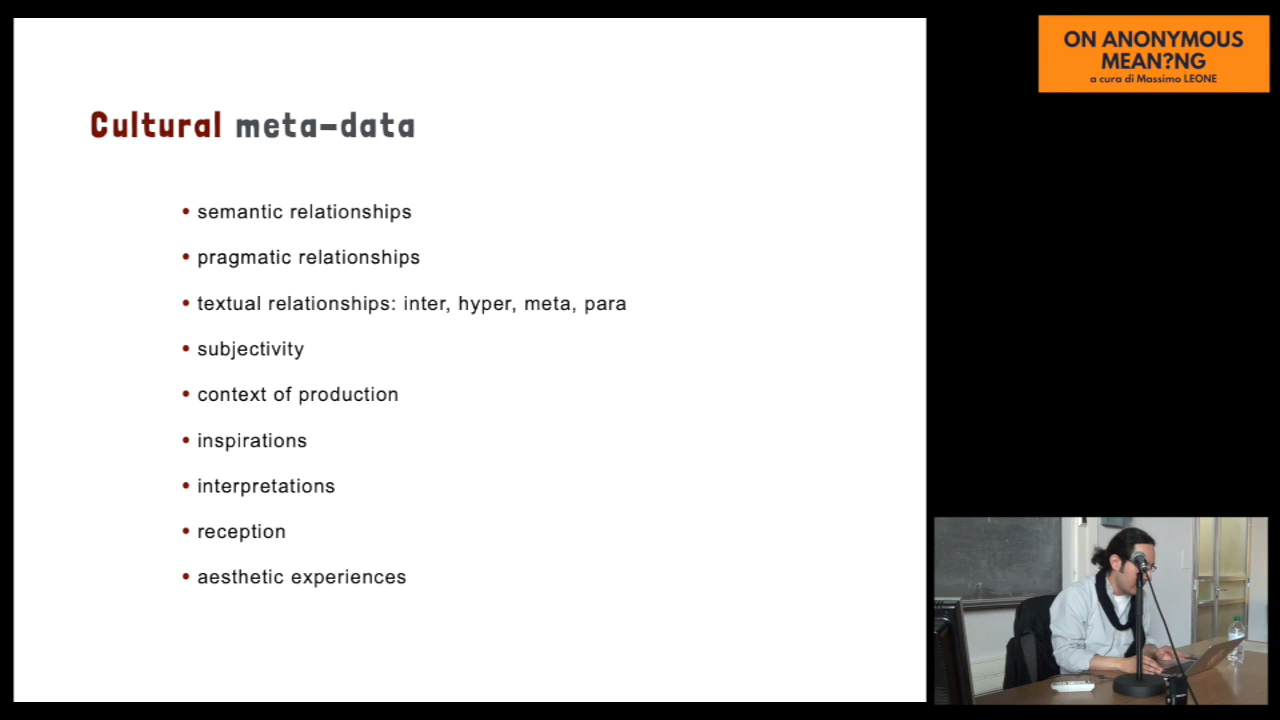 ON ANONYMOUS
MEAN?NG
a cura di Massimo LEONE
Cultural meta-data
• semantic relationships
• pragmatic relationships
• textual relationships: inter, hyper, meta, para
• subjectivity
• context of production
• inspirations
• interpretations
• reception
• aesthetic experiences